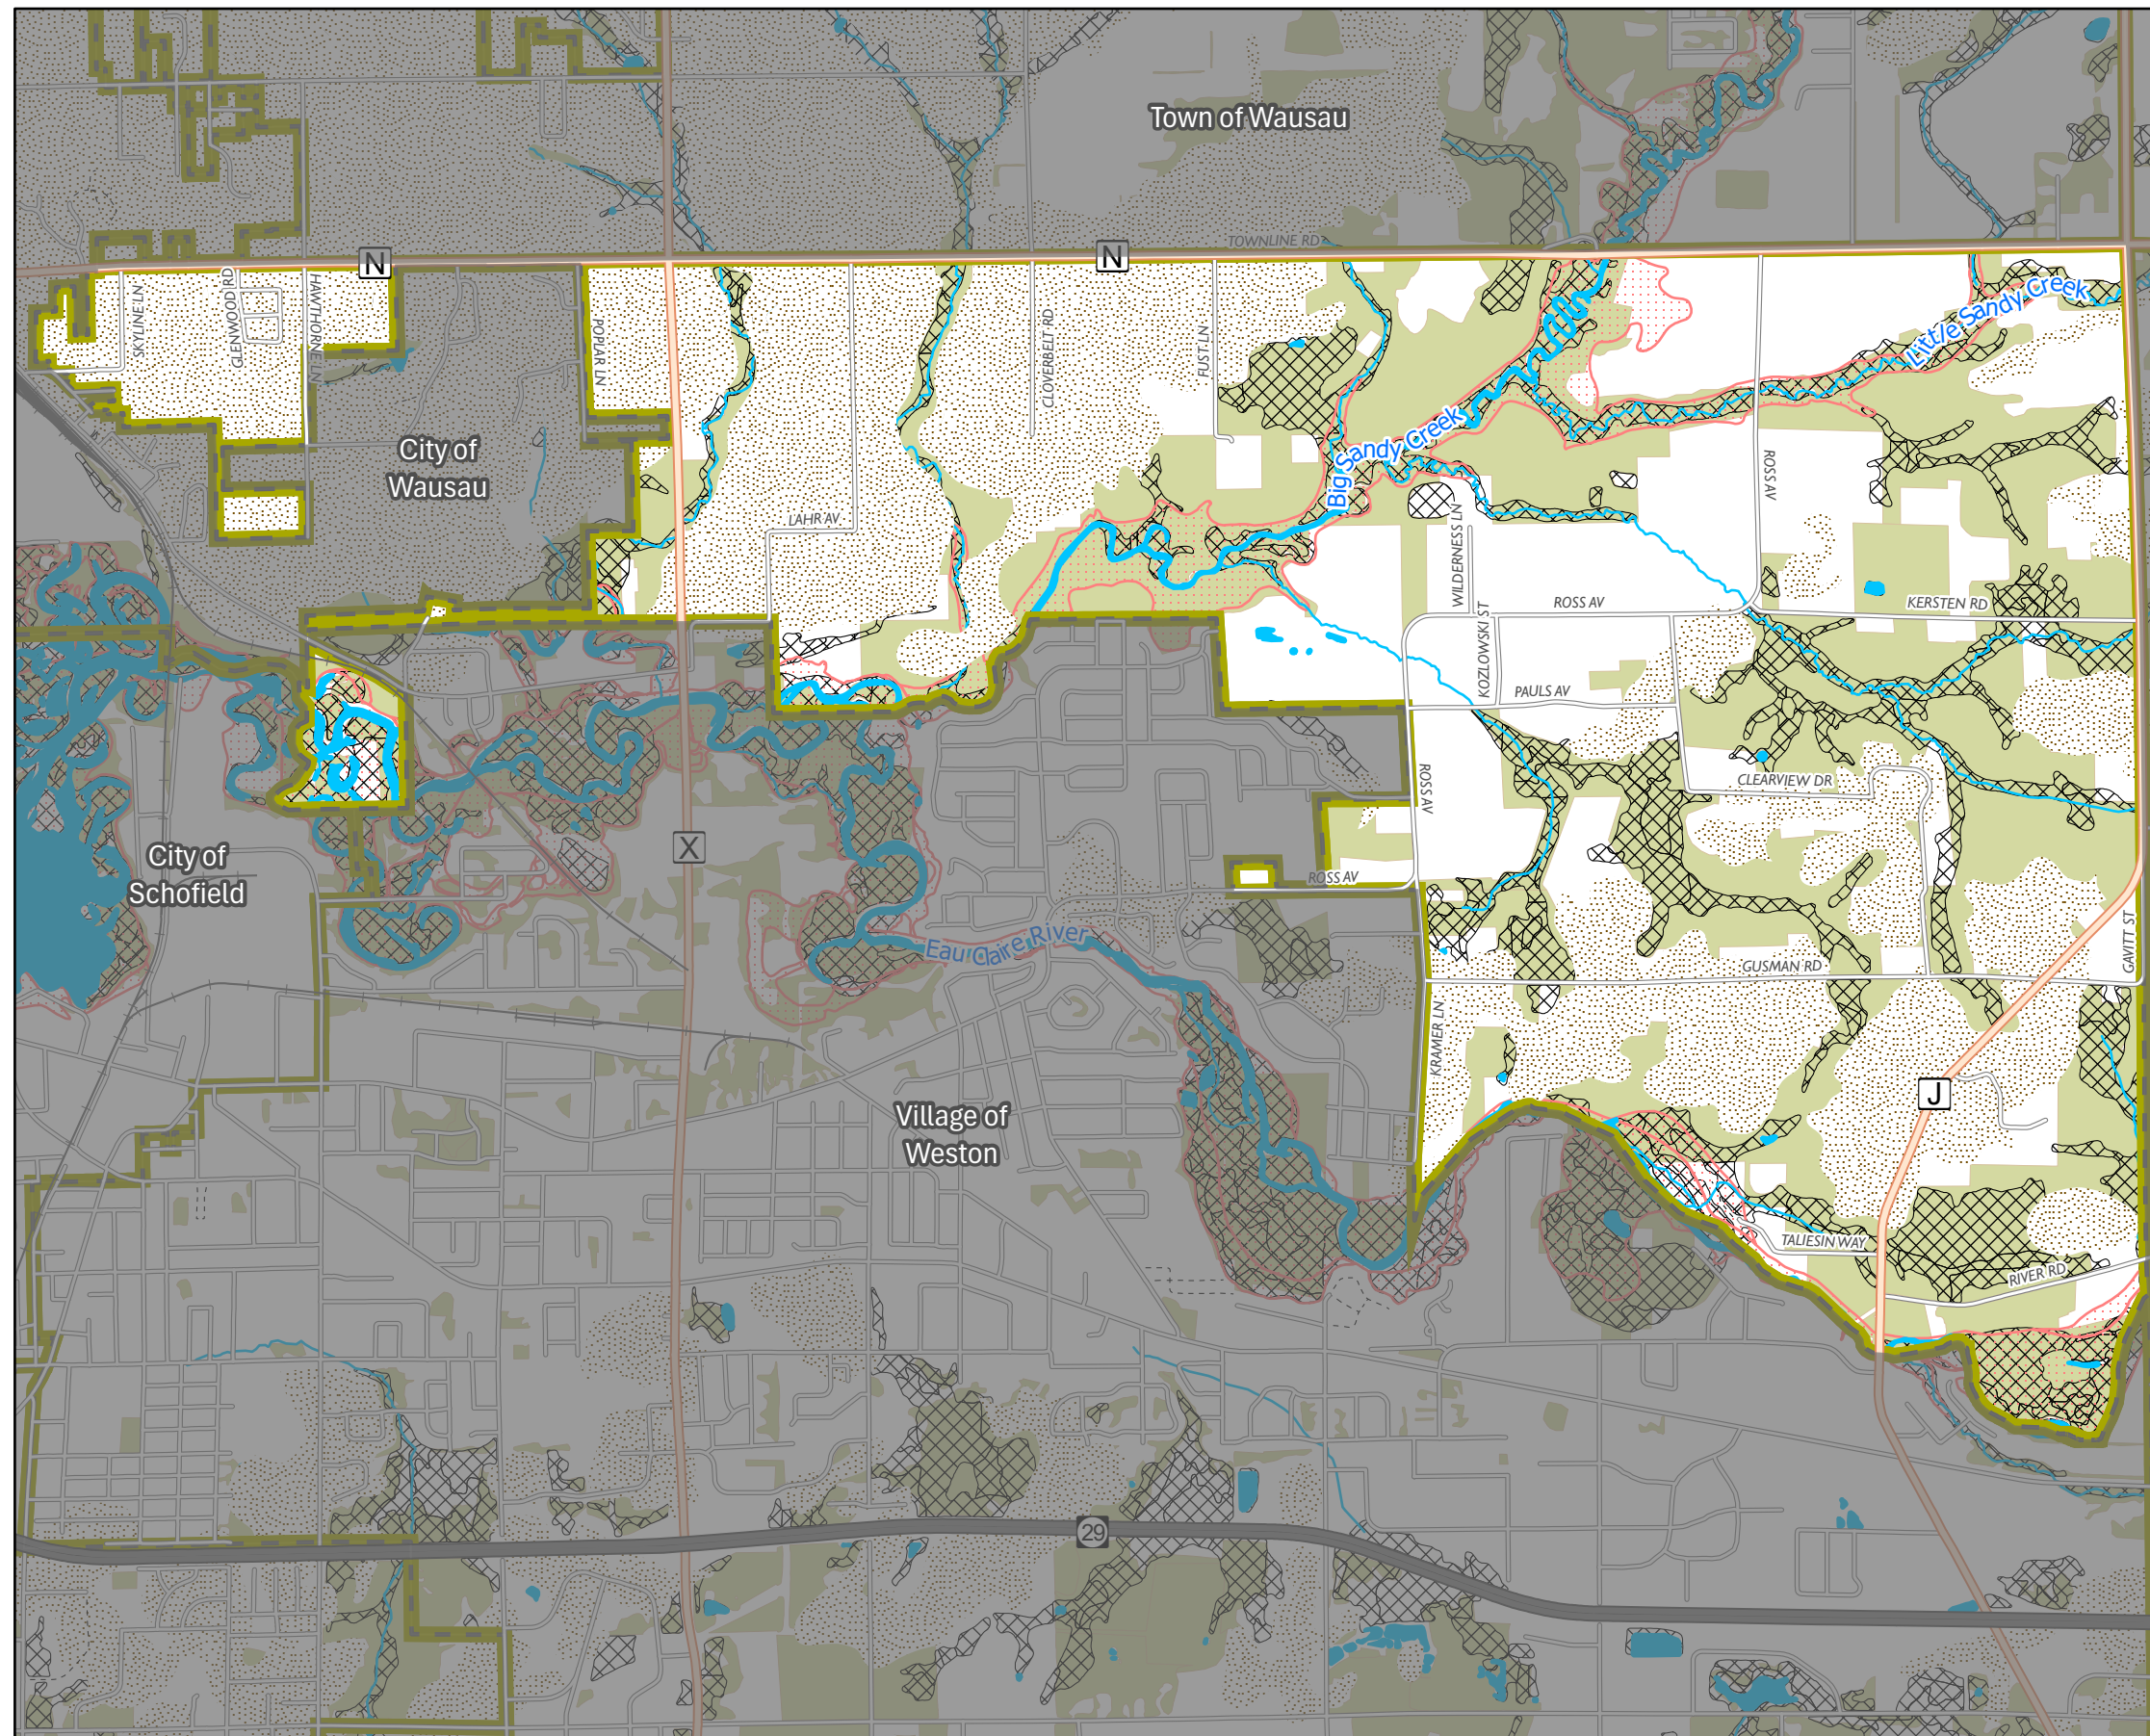 Town of Wausau
TOWNLINE RD
N
N
SKYLINE LN
GLENWOOD RD
HAWTHORNE LN
POPLAR LN
CLOVERBELT RD
FUST LN
Little Sandy Creek
City of
Wausau
Big Sandy Creek
LAHR AV
ROSS AV
WILDERNESS LN
ROSS AV
KERSTEN RD
KOZLOWSKI ST
PAULS AV
CLEARVIEW DR
ROSS AV
X
City of
Schofield
ROSS AV
Eau Claire River
GUSMAN RD
GAVITT ST
KRAMER LN
J
Village of
Weston
TALIESIN WAY
RIVER RD
29